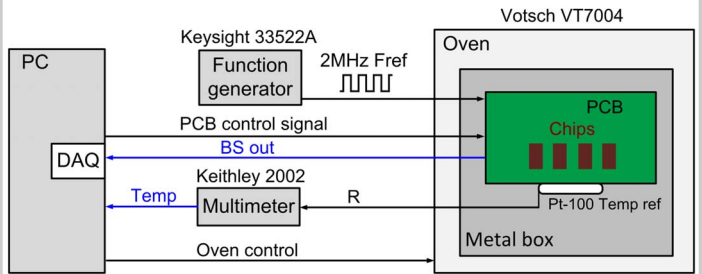 Votsch VT7004
Keysight 33522A
Oven
PC
Function
generator
2MHz Fref
PCB
PCB control signal
Chips
BS out
DAQ
Keithley 2002
Temp
Multimeter
R
Pt-100 Temp ref
Metal box
Oven control